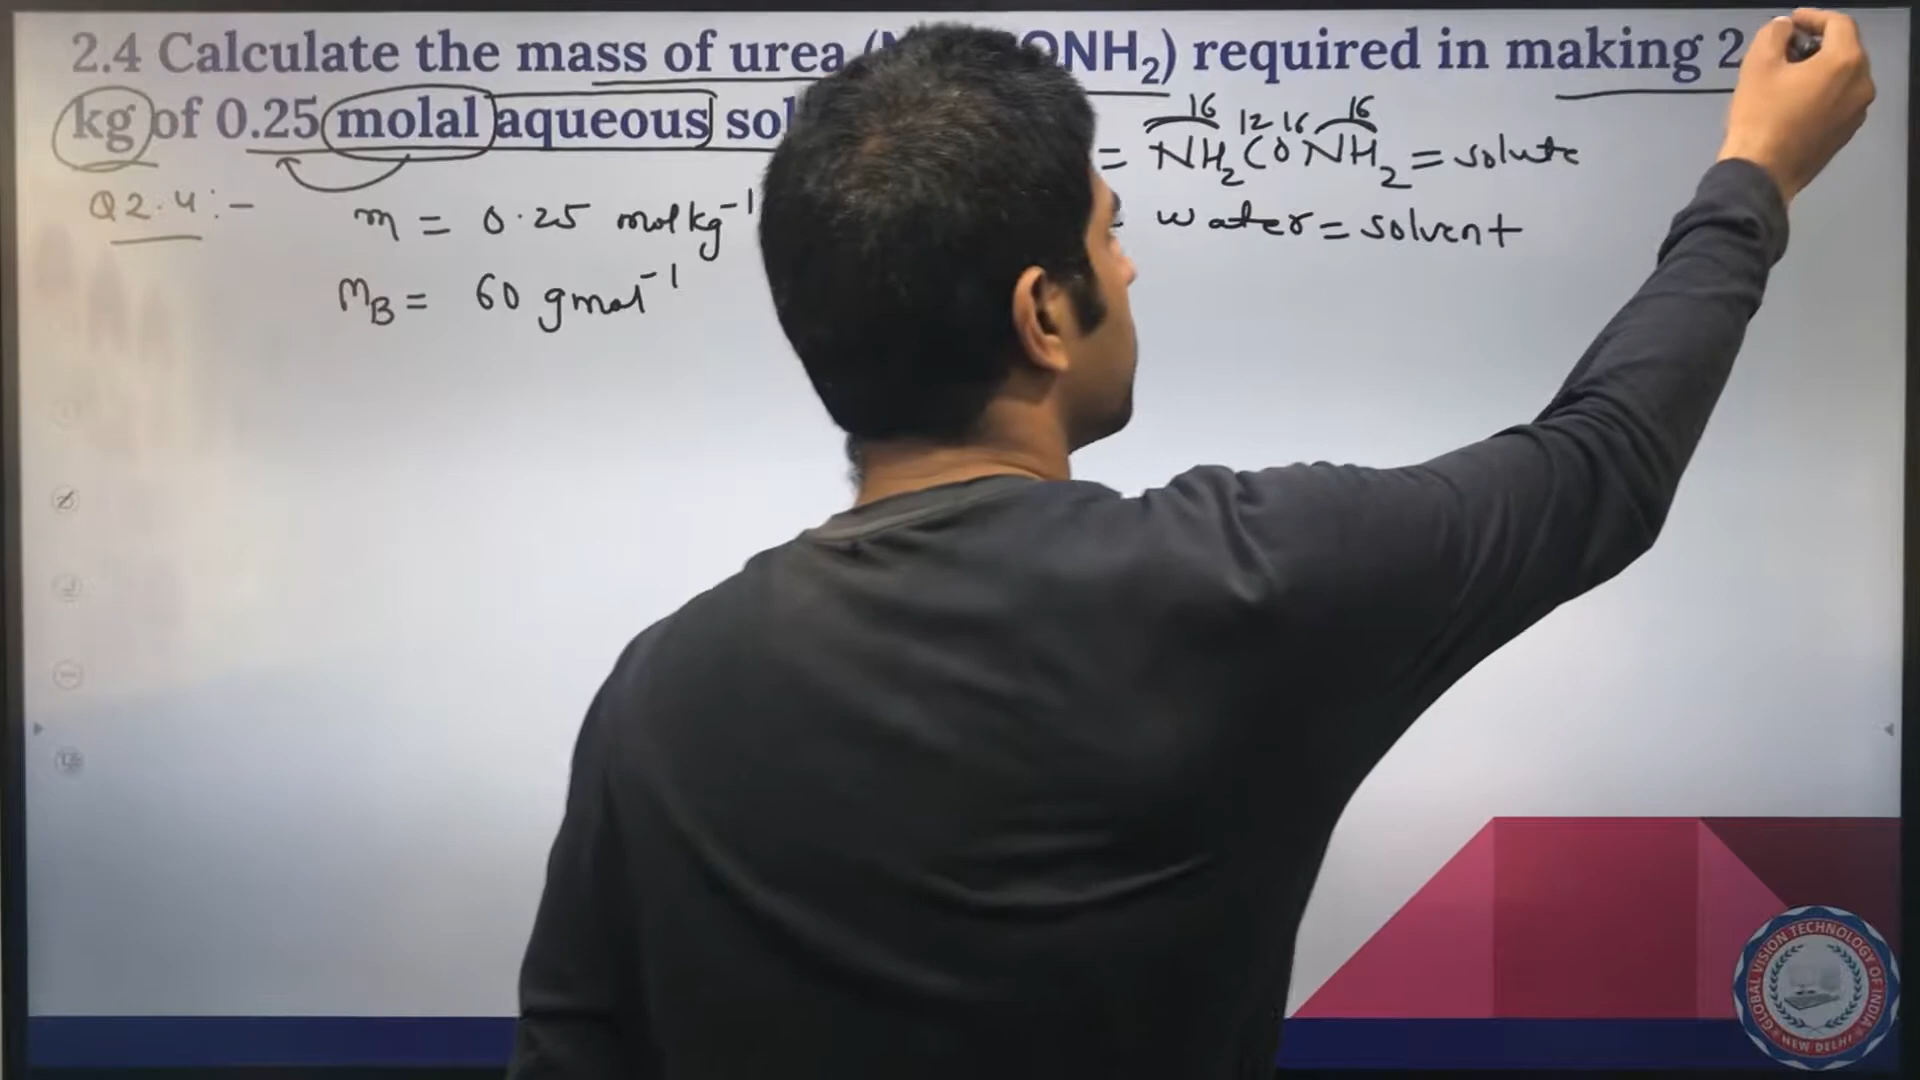 2.4 Calculate the mass of urea ( ONH₂) required in making 2
kg of 0.25 molal aqueous sol
16 12 16 16
= NH₂CONH₂ = solute
Q2.4:-
m = 0.25 mol kg⁻¹
water = solvent
M_B = 60 g mol⁻¹
GLOBAL VISION TECHNOLOGY OF INDIA
NEW DELHI